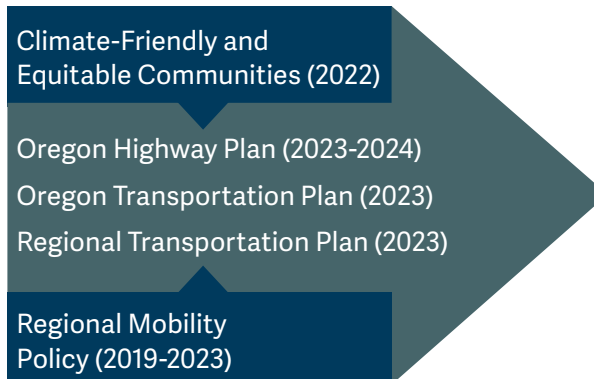 Climate-Friendly and
Equitable Communities (2022)
Oregon Highway Plan (2023-2024)
Oregon Transportation Plan (2023)
Regional Transportation Plan (2023)
Regional Mobility
Policy (2019-2023)